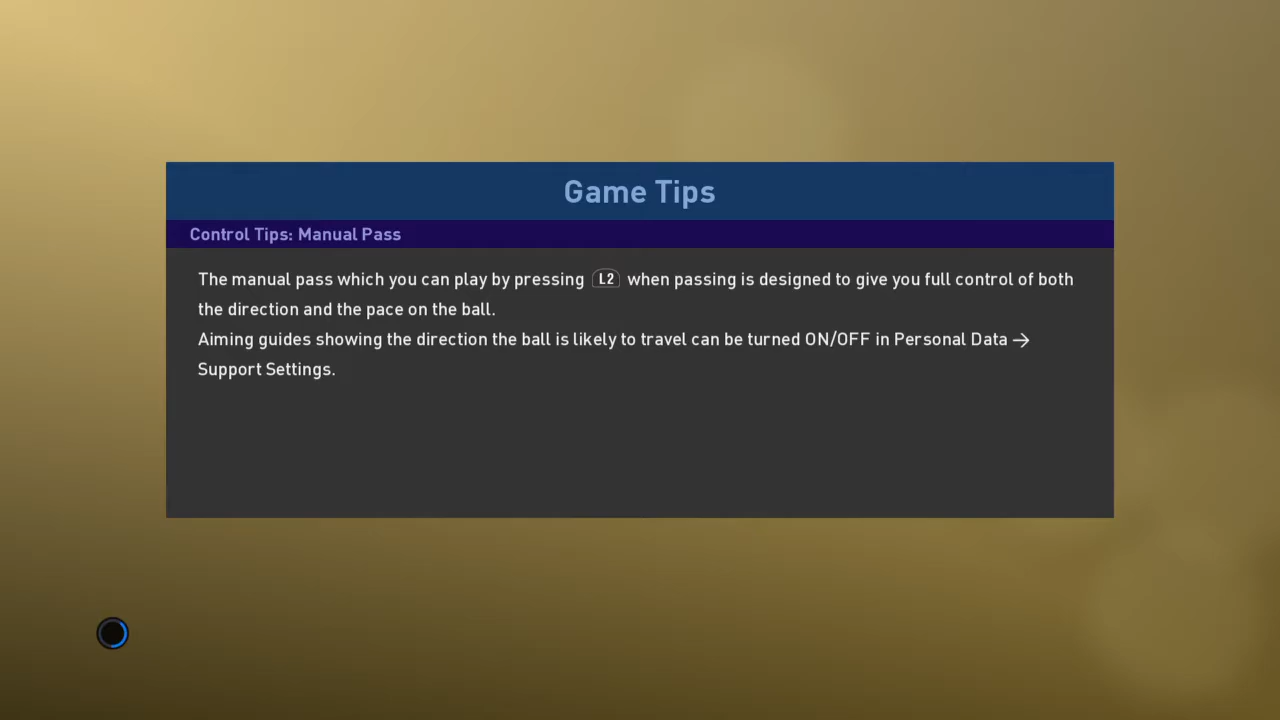 Game Tips
Control Tips: Manual Pass
The manual pass which you can play by pressing L2 when passing is designed to give you full control of both
the direction and the pace on the ball.
Aiming guides showing the direction the ball is likely to travel can be turned ON/OFF in Personal Data →
Support Settings.